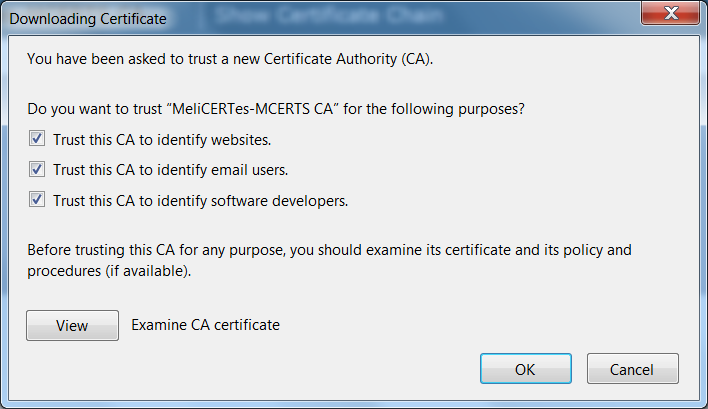 Show Certificate Chain
Downloading Certificate
You have been asked to trust a new Certificate Authority (CA).
Do you want to trust “MeliCERTes-MCERTS CA” for the following purposes?
Trust this CA to identify websites.
Trust this CA to identify email users.
Trust this CA to identify software developers.
Before trusting this CA for any purpose, you should examine its certificate and its policy and
procedures (if available).
View
Examine CA certificate
OK
Cancel